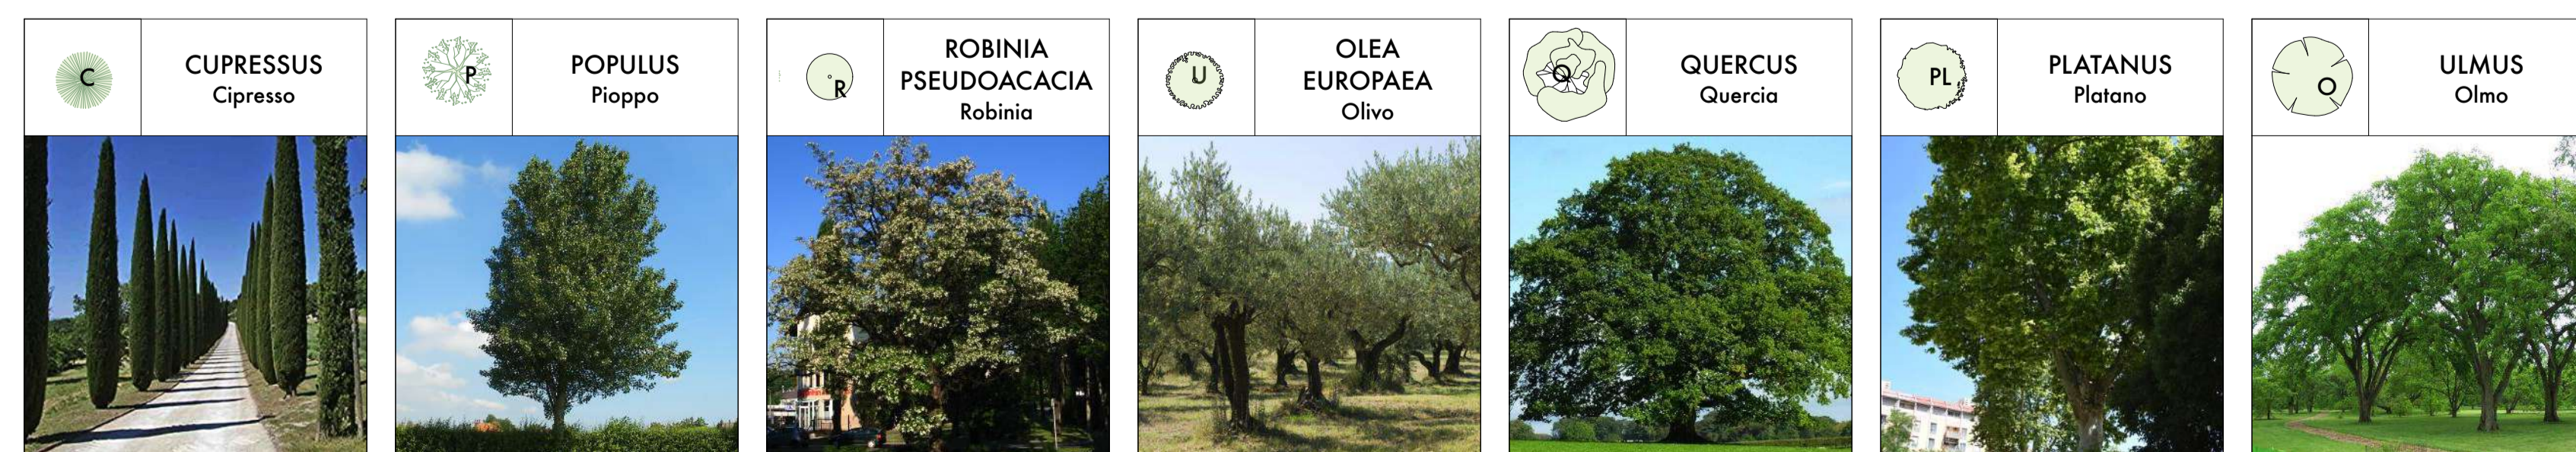 C
CUPRESSUS
Cipresso
P
POPULUS
Pioppo
R
ROBINIA
PSEUDOACACIA
Robinia
U
OLEA
EUROPAEA
Olivo
Q
QUERCUS
Quercia
PL
PLATANUS
Platano
O
ULMUS
Olmo